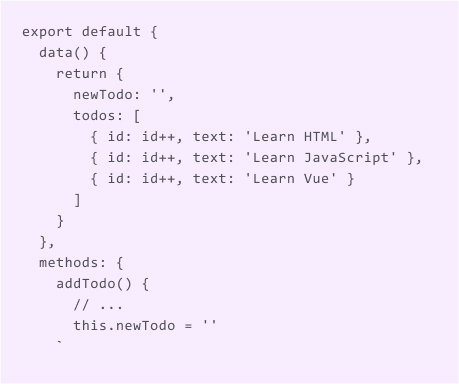 export default {
  data() {
    return {
      newTodo: '',
      todos: [
        { id: id++, text: 'Learn HTML' },
        { id: id++, text: 'Learn JavaScript' },
        { id: id++, text: 'Learn Vue' }
      ]
    }
  },
  methods: {
    addTodo() {
      // ...
      this.newTodo = ''